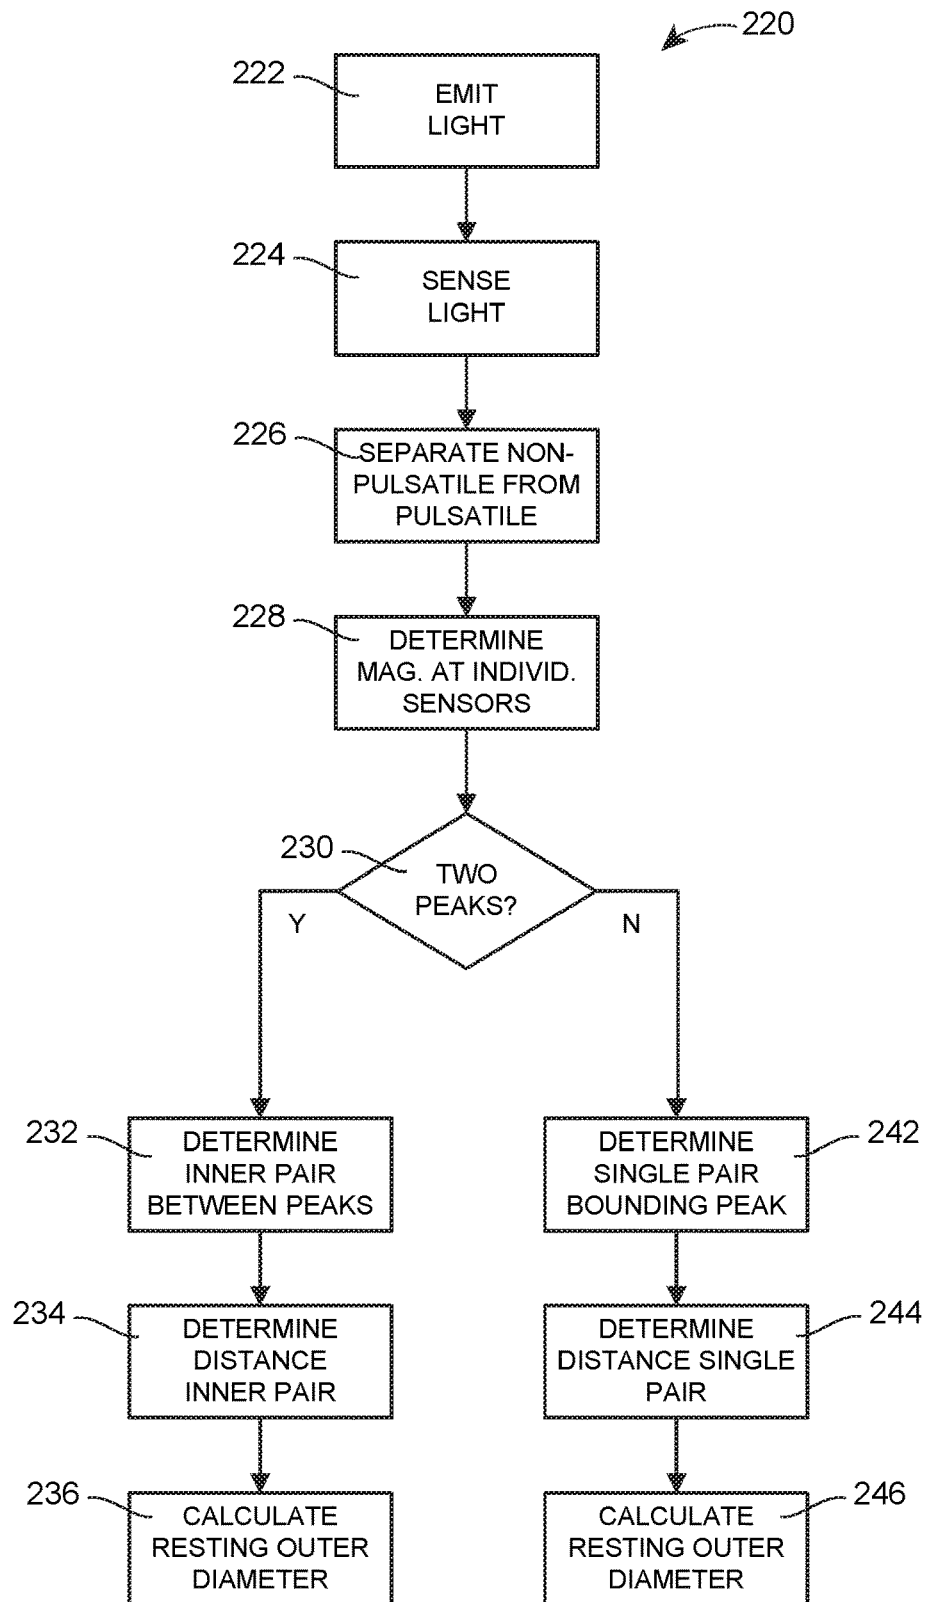 220
222
EMIT
LIGHT
224
SENSE
LIGHT
226
SEPARATE NON-
PULSATILE FROM
PULSATILE
228
DETERMINE
MAG. AT INDIVID.
SENSORS
230
TWO
PEAKS?
Y
N
232
DETERMINE
INNER PAIR
BETWEEN PEAKS
242
DETERMINE
SINGLE PAIR
BOUNDING PEAK
234
DETERMINE
DISTANCE
INNER PAIR
244
DETERMINE
DISTANCE SINGLE
PAIR
236
CALCULATE
RESTING OUTER
DIAMETER
246
CALCULATE
RESTING OUTER
DIAMETER